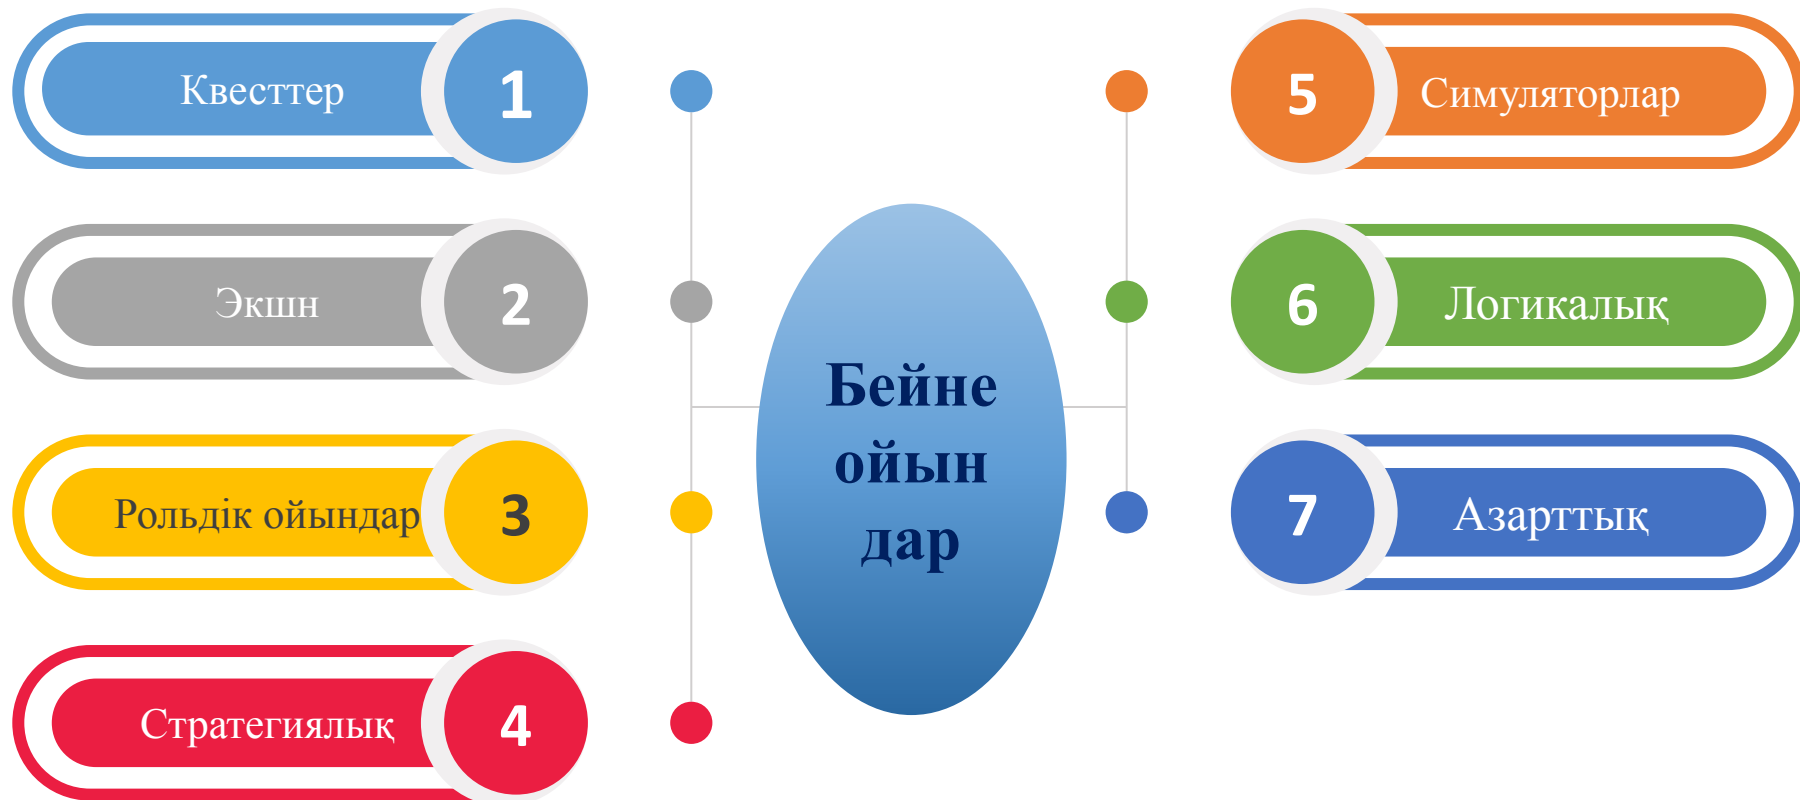 Квесттер
1
Экшн
2
Рольдік ойындар
3
Стратегиялық
4
Бейне
ойын
дар
5
Симуляторлар
6
Логикалық
7
Азарттық